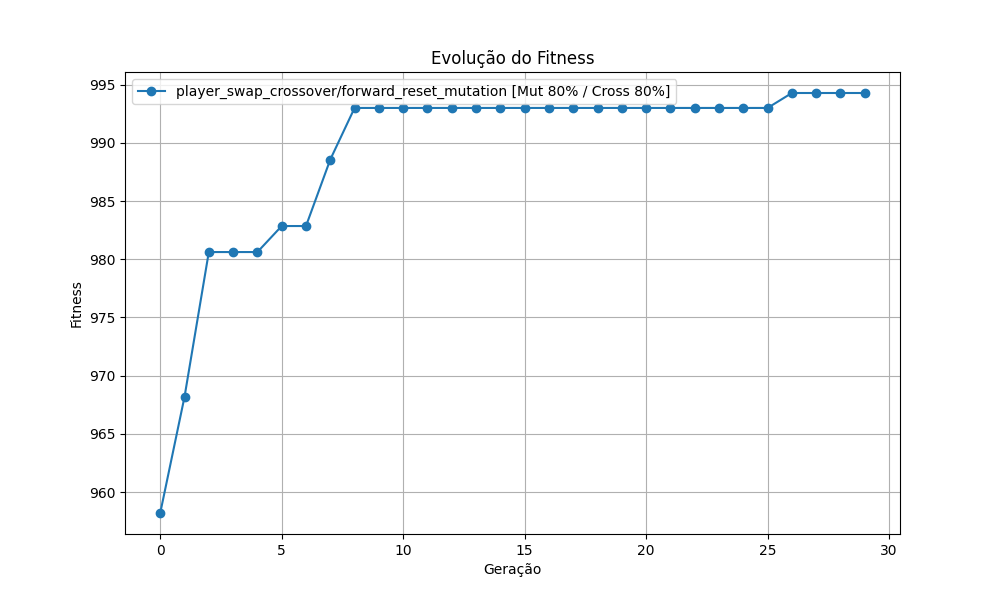 Evolução do Fitness
player_swap_crossover/forward_reset_mutation [Mut 80% / Cross 80%]
995
990
985
980
975
970
965
960
Fitness
0 5 10 15 20 25 30
Geração